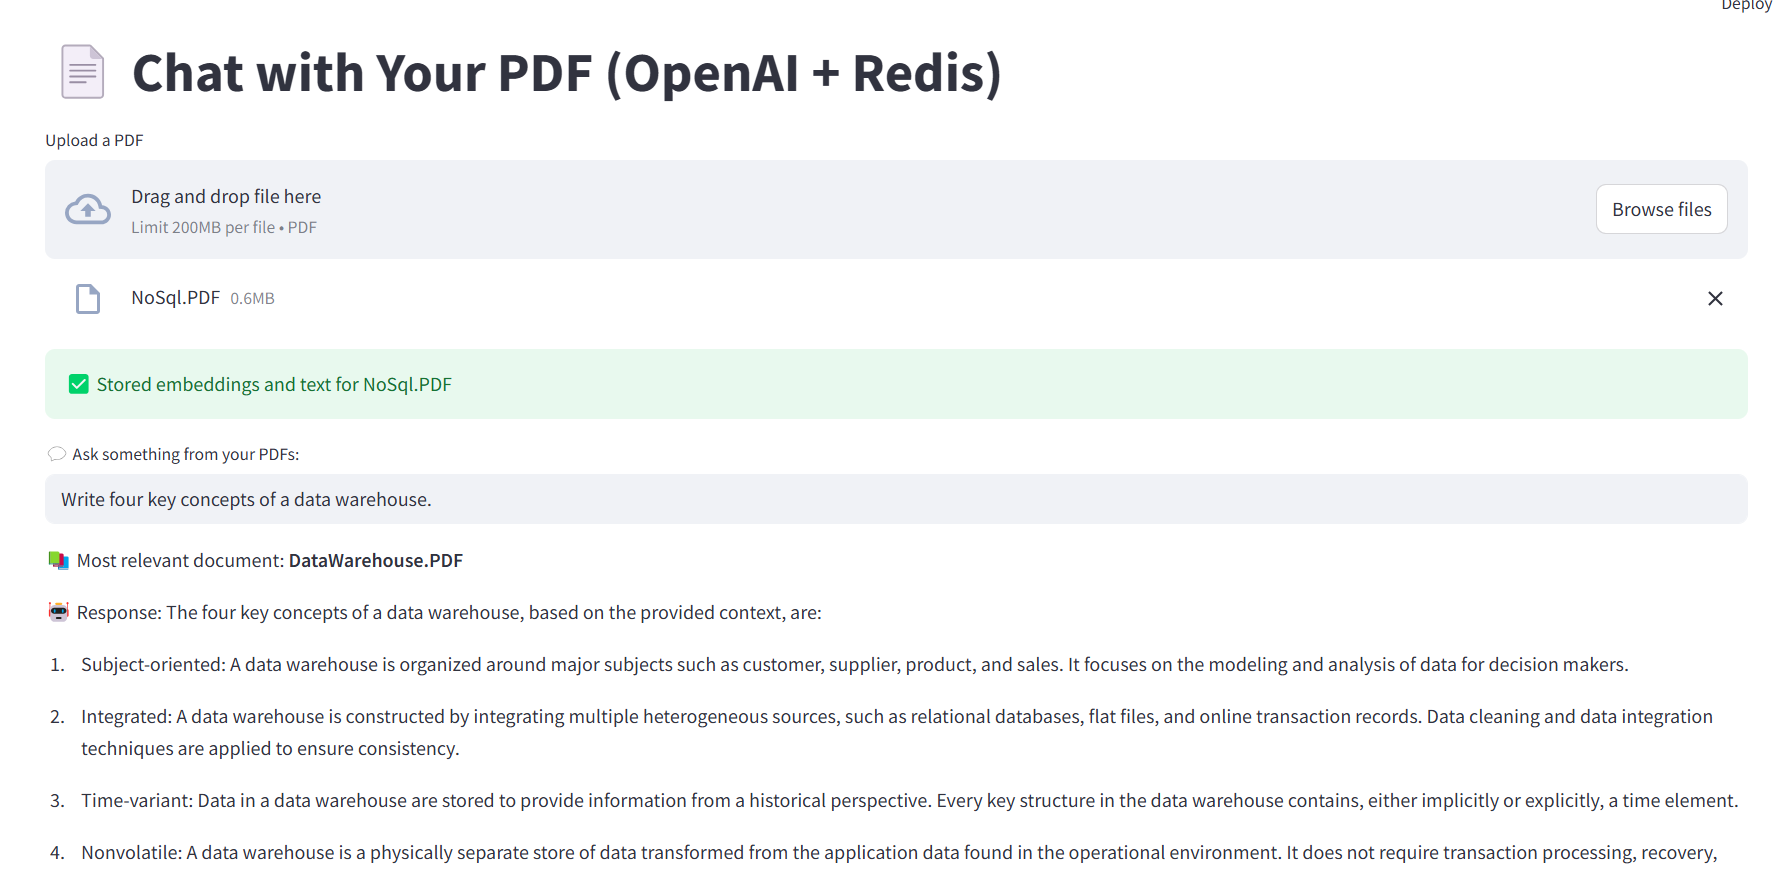 Deploy
Chat with Your PDF (OpenAI + Redis)
Upload a PDF
Drag and drop file here
Limit 200MB per file • PDF
Browse files
NoSql.PDF 0.6MB
Stored embeddings and text for NoSql.PDF
Ask something from your PDFs:
Write four key concepts of a data warehouse.
Most relevant document: DataWarehouse.PDF
Response: The four key concepts of a data warehouse, based on the provided context, are:
1. Subject-oriented: A data warehouse is organized around major subjects such as customer, supplier, product, and sales. It focuses on the modeling and analysis of data for decision makers.
2. Integrated: A data warehouse is constructed by integrating multiple heterogeneous sources, such as relational databases, flat files, and online transaction records. Data cleaning and data integration
techniques are applied to ensure consistency.
3. Time-variant: Data in a data warehouse are stored to provide information from a historical perspective. Every key structure in the data warehouse contains, either implicitly or explicitly, a time element.
4. Nonvolatile: A data warehouse is a physically separate store of data transformed from the application data found in the operational environment. It does not require transaction processing, recovery,